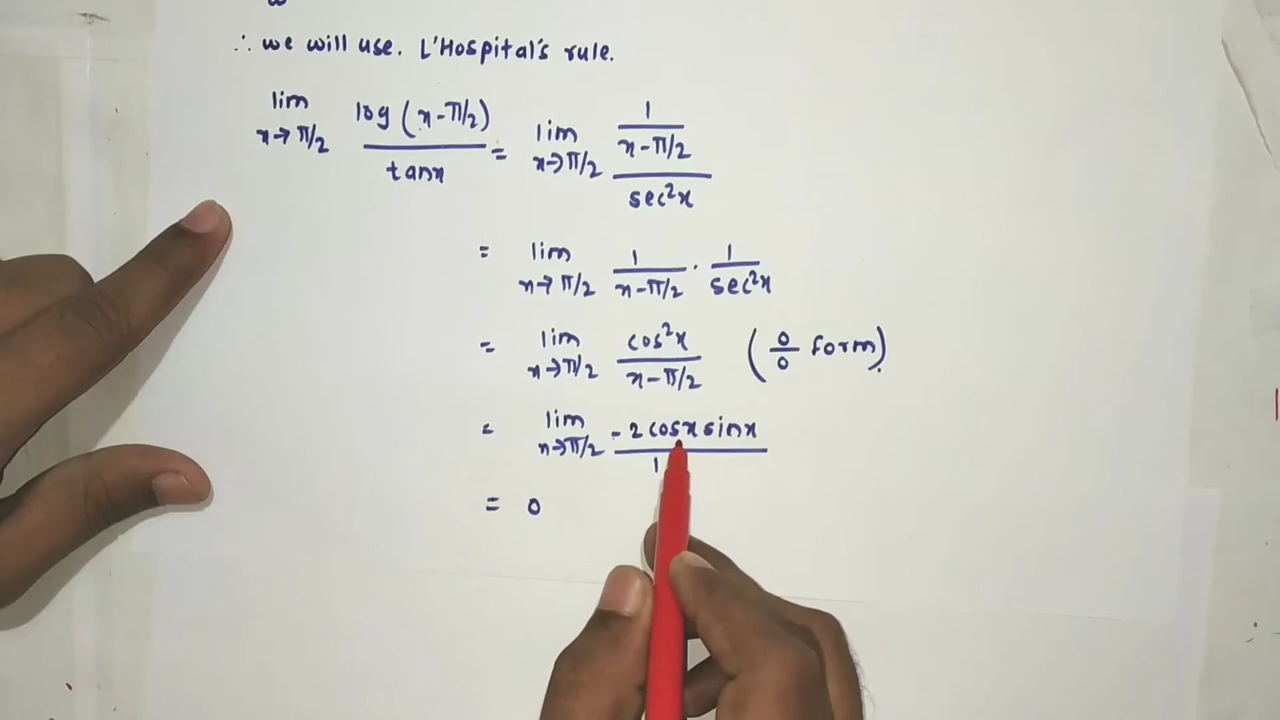 ∴ we will use. L'Hospital's rule.
lim x→π/2 log (x-π/2) / tanx = lim x→π/2 (1 / x-π/2) / sec²x
= lim x→π/2 1 / x-π/2 · 1 / sec²x
= lim x→π/2 cos²x / x-π/2 (0/0 form).
= lim x→π/2 -2cosx sinx / 1
= 0